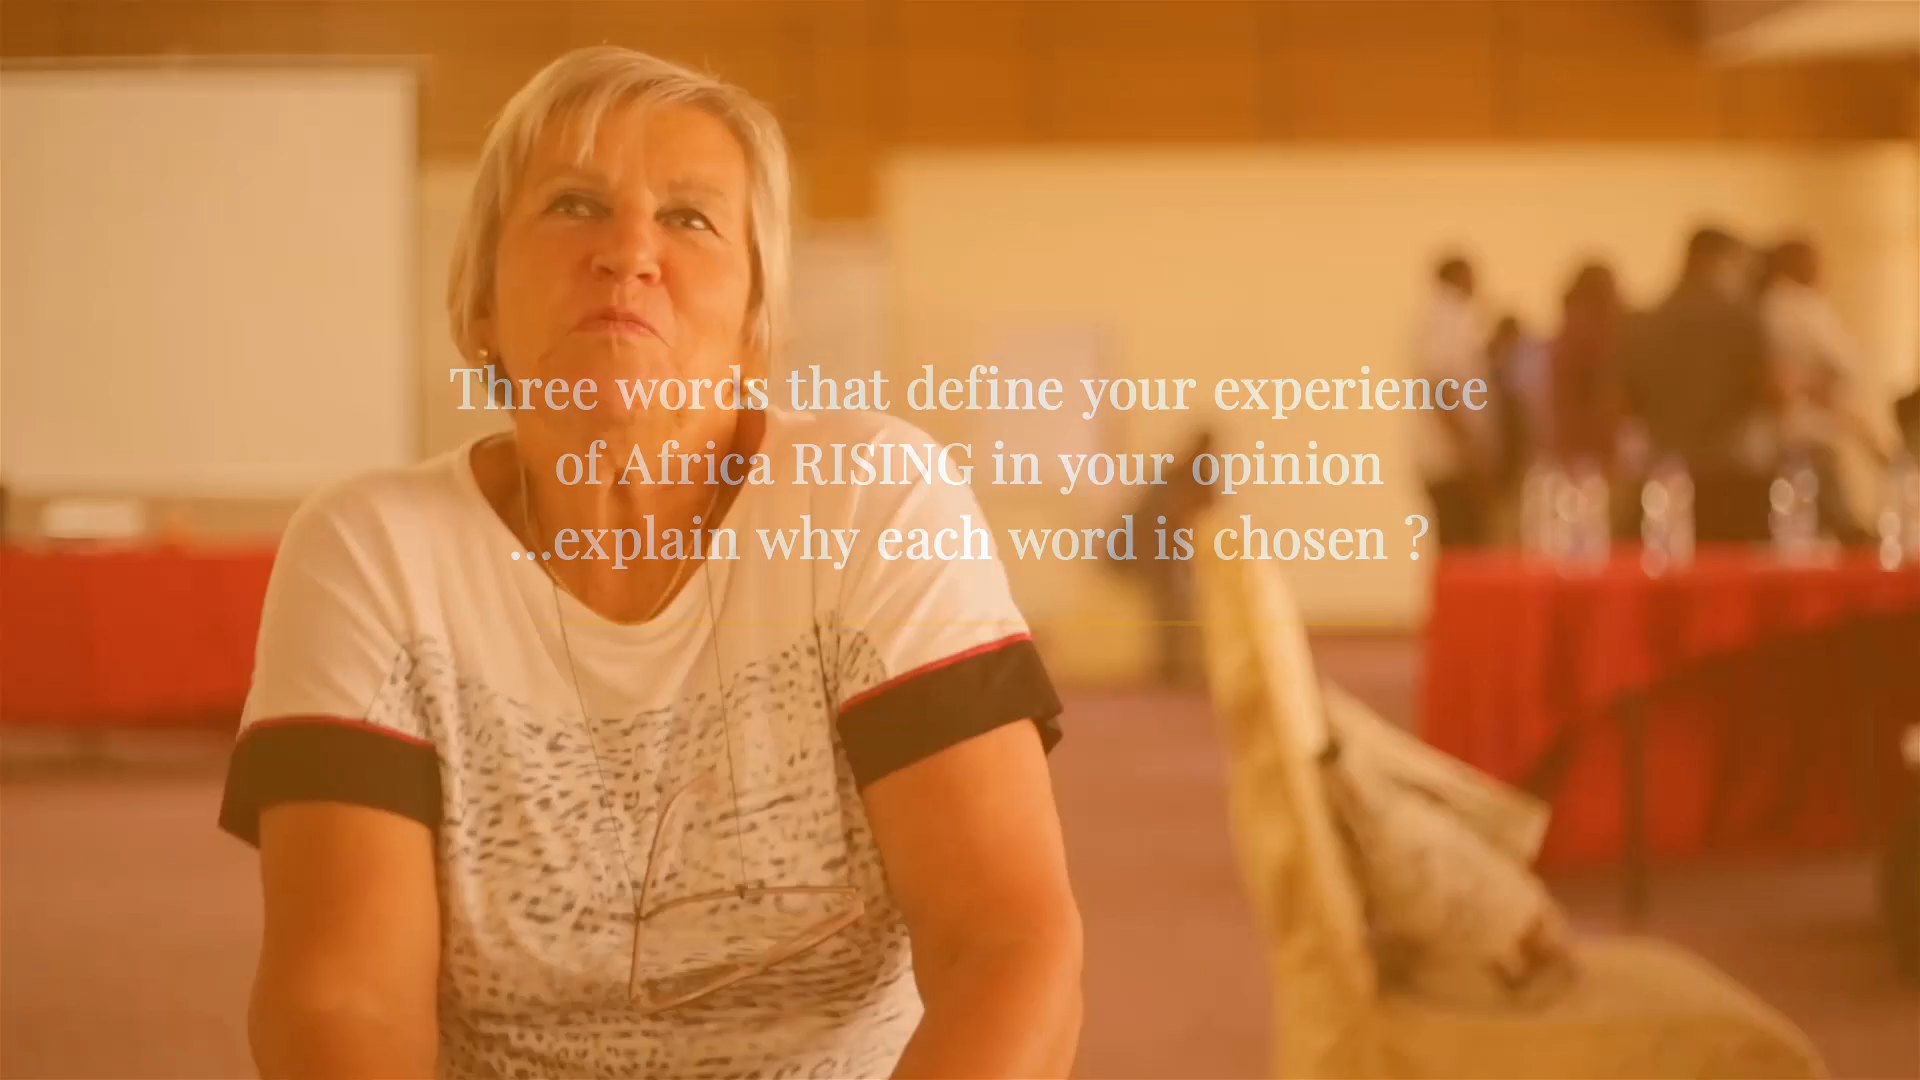 Three words that define your experience
of Africa RISING in your opinion
...explain why each word is chosen ?